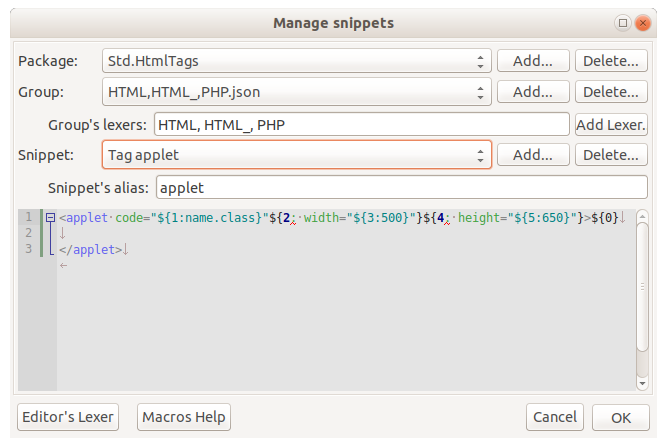 Manage snippets
Package: Std.HtmlTags Add... Delete...
Group: HTML,HTML_,PHP.json Add... Delete...
Group's lexers: HTML, HTML_, PHP Add Lexer.
Snippet: Tag applet Add... Delete...
Snippet's alias: applet
1 <applet code="${1:name.class}"${2: width="${3:500}"}${4: height="${5:650}"}>${0}
2
3 </applet>
Editor's Lexer Macros Help Cancel OK